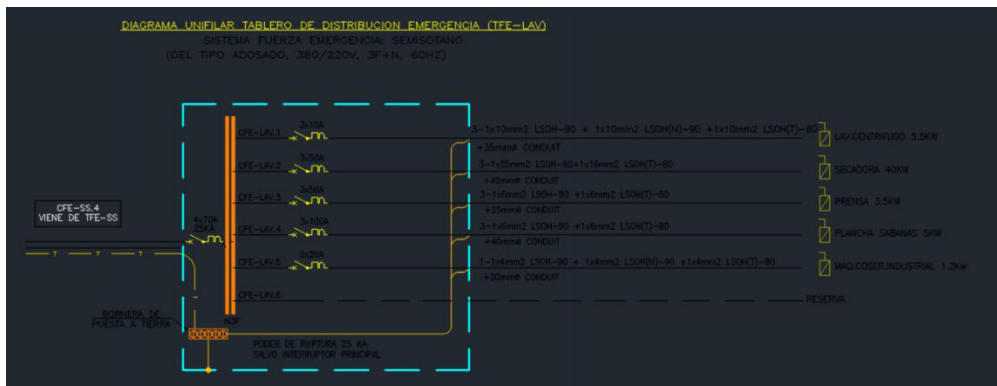 DIAGRAMA UNIFILAR TABLERO DE DISTRIBUCION EMERGENCIA (TFE-LAV)
SISTEMA FUERZA EMERGENCIA: SEMISOTANO
(DEL TIPO ADOSADO, 380/220V, 3F+N, 60HZ)
CFE-LAV.1
3x10A
3-1x10mm2 LSOH-90 + 1x10mm2 LSOH(N)-90 +1x10mm2 LSOH(T)-80
+35mmø CONDUIT
LAV.CENTRIFUGO 5.5KW
CFE-LAV.2
3x50A
3-1x25mm2 LSOH-90+1x16mm2 LSOH(T)-80
+42mmø CONDUIT
SECADORA 40KW
CFE-LAV.3
3x50A
3-1x6mm2 LSOH-90 +1x6mm2 LSOH(T)-80
+25mmø CONDUIT
PRENSA 3.5KW
CFE-SS.4
VIENE DE TFE-SS
4x70A
25KA
CFE-LAV.4
3-100A
3-1x6mm2 LSOH-90 +1x6mm2 LSOH(T)-80
+40mmø CONDUIT
PLANCHA SABANAS 5KW
CFE-LAV.5
2x20A
1-1x4mm2 LSOH-90 + 1x4mm2 LSOH(N)-90 +1x4mm2 LSOH(T)-80
+20mmø CONDUIT
MAQ.COSER.INDUSTRIAL 1.2Kw
T T T
T
CFE-LAV.6
RESERVA
BORNERA DE
PUESTA A TIERRA
N3F
PODER DE RUPTURA 25 KA
SALVO INTERRUPTOR PRINCIPAL